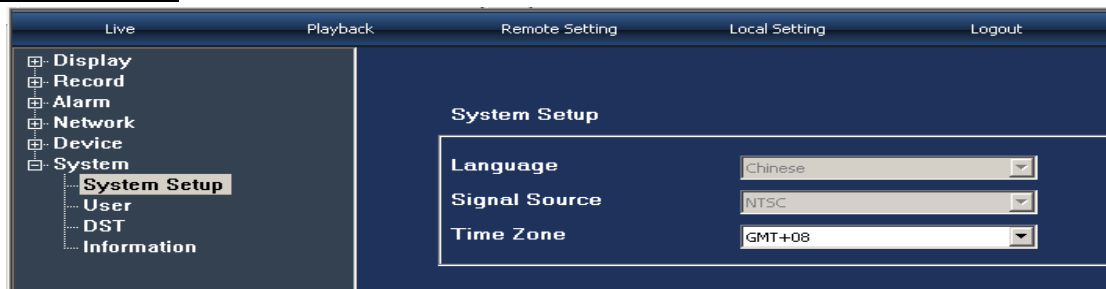 Live Playback Remote Setting Local Setting Logout
Display
Record
Alarm
Network
Device
System
System Setup
User
DST
Information
System Setup
Language Chinese
Signal Source NTSC
Time Zone GMT+08